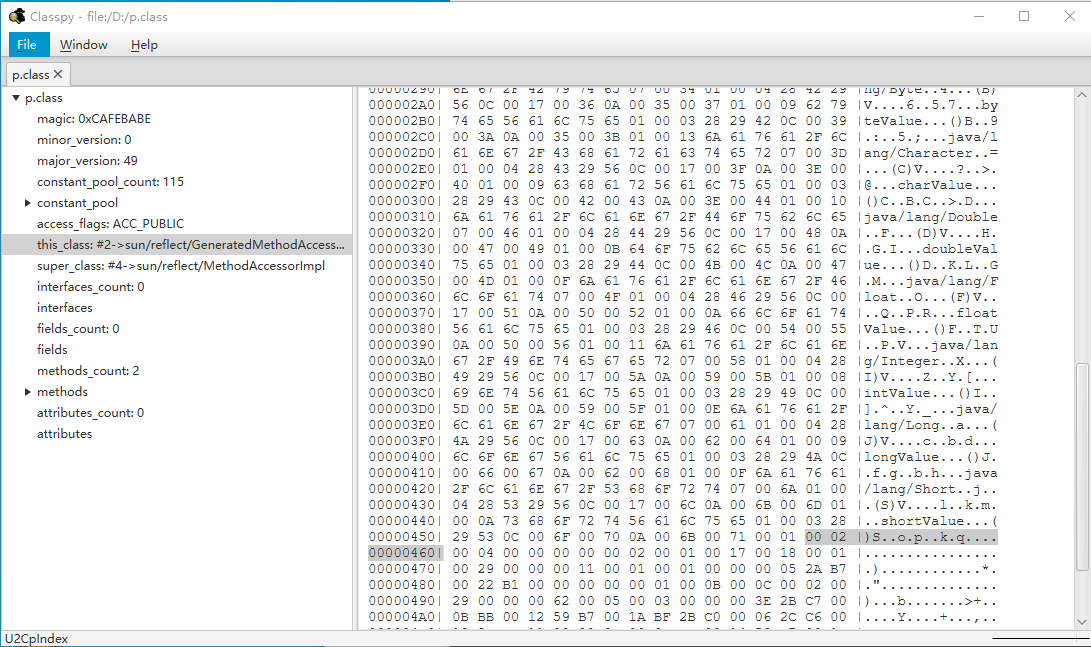 Classpy - file:/D:/p.class
File Window Help
p.class
p.class
magic: 0xCAFEBABE
minor_version: 0
major_version: 49
constant_pool_count: 115
constant_pool
access_flags: ACC_PUBLIC
this_class: #2->sun/reflect/GeneratedMethodAccess...
super_class: #4->sun/reflect/MethodAccessorImpl
interfaces_count: 0
interfaces
fields_count: 0
fields
methods_count: 2
methods
attributes_count: 0
attributes
00000290| 6E 67 2F 42 79 74 65 07 00 34 01 00 04 28 42 29 |ng/Byte..4...(B)
000002A0| 56 0C 00 17 00 36 0A 00 35 00 37 01 00 09 62 79 |V....6..5.7...by
000002B0| 74 65 56 61 6C 75 65 01 00 03 28 29 42 0C 00 39 |teValue...()B..9
000002C0| 00 3A 0A 00 35 00 3B 01 00 13 6A 61 76 61 2F 6C |.:..5.;...java/l
000002D0| 61 6E 67 2F 43 68 61 72 61 63 74 65 72 07 00 3D |ang/Character..=
000002E0| 01 00 04 28 43 29 56 0C 00 17 00 3F 0A 00 3E 00 |...(C)V....?..>.
000002F0| 40 01 00 09 63 68 61 72 56 61 6C 75 65 01 00 03 |@...charValue...
00000300| 28 29 43 0C 00 42 00 43 0A 00 3E 00 44 01 00 10 |()C..B.C..>.D...
00000310| 6A 61 76 61 2F 6C 61 6E 67 2F 44 6F 75 62 6C 65 |java/lang/Double
00000320| 07 00 46 01 00 04 28 44 29 56 0C 00 17 00 48 0A |..F...(D)V....H.
00000330| 00 47 00 49 01 00 0B 64 6F 75 62 6C 65 56 61 6C |.G.I...doubleVal
00000340| 75 65 01 00 03 28 29 44 0C 00 4B 00 4C 0A 00 47 |ue...()D..K.L..G
00000350| 00 4D 01 00 0F 6A 61 76 61 2F 6C 61 6E 67 2F 46 |.M...java/lang/F
00000360| 6C 6F 61 74 07 00 4F 01 00 04 28 46 29 56 0C 00 |loat..O...(F)V..
00000370| 17 00 51 0A 00 50 00 52 01 00 0A 66 6C 6F 61 74 |..Q..P.R...float
00000380| 56 61 6C 75 65 01 00 03 28 29 46 0C 00 54 00 55 |Value...()F..T.U
00000390| 0A 00 50 00 56 01 00 11 6A 61 76 61 2F 6C 61 6E |..P.V...java/lan
000003A0| 67 2F 49 6E 74 65 67 65 72 07 00 58 01 00 04 28 |g/Integer..X...(
000003B0| 49 29 56 0C 00 17 00 5A 0A 00 59 00 5B 01 00 08 |I)V....Z..Y.[...
000003C0| 69 6E 74 56 61 6C 75 65 01 00 03 28 29 49 0C 00 |intValue...()I..
000003D0| 5D 00 5E 0A 00 59 00 5F 01 00 0E 6A 61 76 61 2F |].^..Y._...java/
000003E0| 6C 61 6E 67 2F 4C 6F 6E 67 07 00 61 01 00 04 28 |lang/Long..a...(
000003F0| 4A 29 56 0C 00 17 00 63 0A 00 62 00 64 01 00 09 |J)V....c..b.d...
00000400| 6C 6F 6E 67 56 61 6C 75 65 01 00 03 28 29 4A 0C |longValue...()J.
00000410| 00 66 00 67 0A 00 62 00 68 01 00 0F 6A 61 76 61 |.f.g..b.h...java
00000420| 2F 6C 61 6E 67 2F 53 68 6F 72 74 07 00 6A 01 00 |/lang/Short..j..
00000430| 04 28 53 29 56 0C 00 17 00 6C 0A 00 6B 00 6D 01 |.(S)V....l..k.m.
00000440| 00 0A 73 68 6F 72 74 56 61 6C 75 65 01 00 03 28 |..shortValue...(
00000450| 29 53 0C 00 6F 00 70 0A 00 6B 00 71 00 01 00 02 |)S..o.p..k.q....
00000460| 00 04 00 00 00 00 00 02 00 01 00 17 00 18 00 01 |................
00000470| 00 29 00 00 00 11 00 01 00 01 00 00 00 05 2A B7 |.)............*.
00000480| 00 22 B1 00 00 00 00 00 01 00 0B 00 0C 00 02 00 |."..............
00000490| 29 00 00 00 62 00 05 00 03 00 00 00 3E 2B C7 00 |)...b.......>+..
000004A0| 0B BB 00 12 59 B7 00 1A BF 2B C0 00 06 2C C6 00 |....Y....+...,..
U2CpIndex